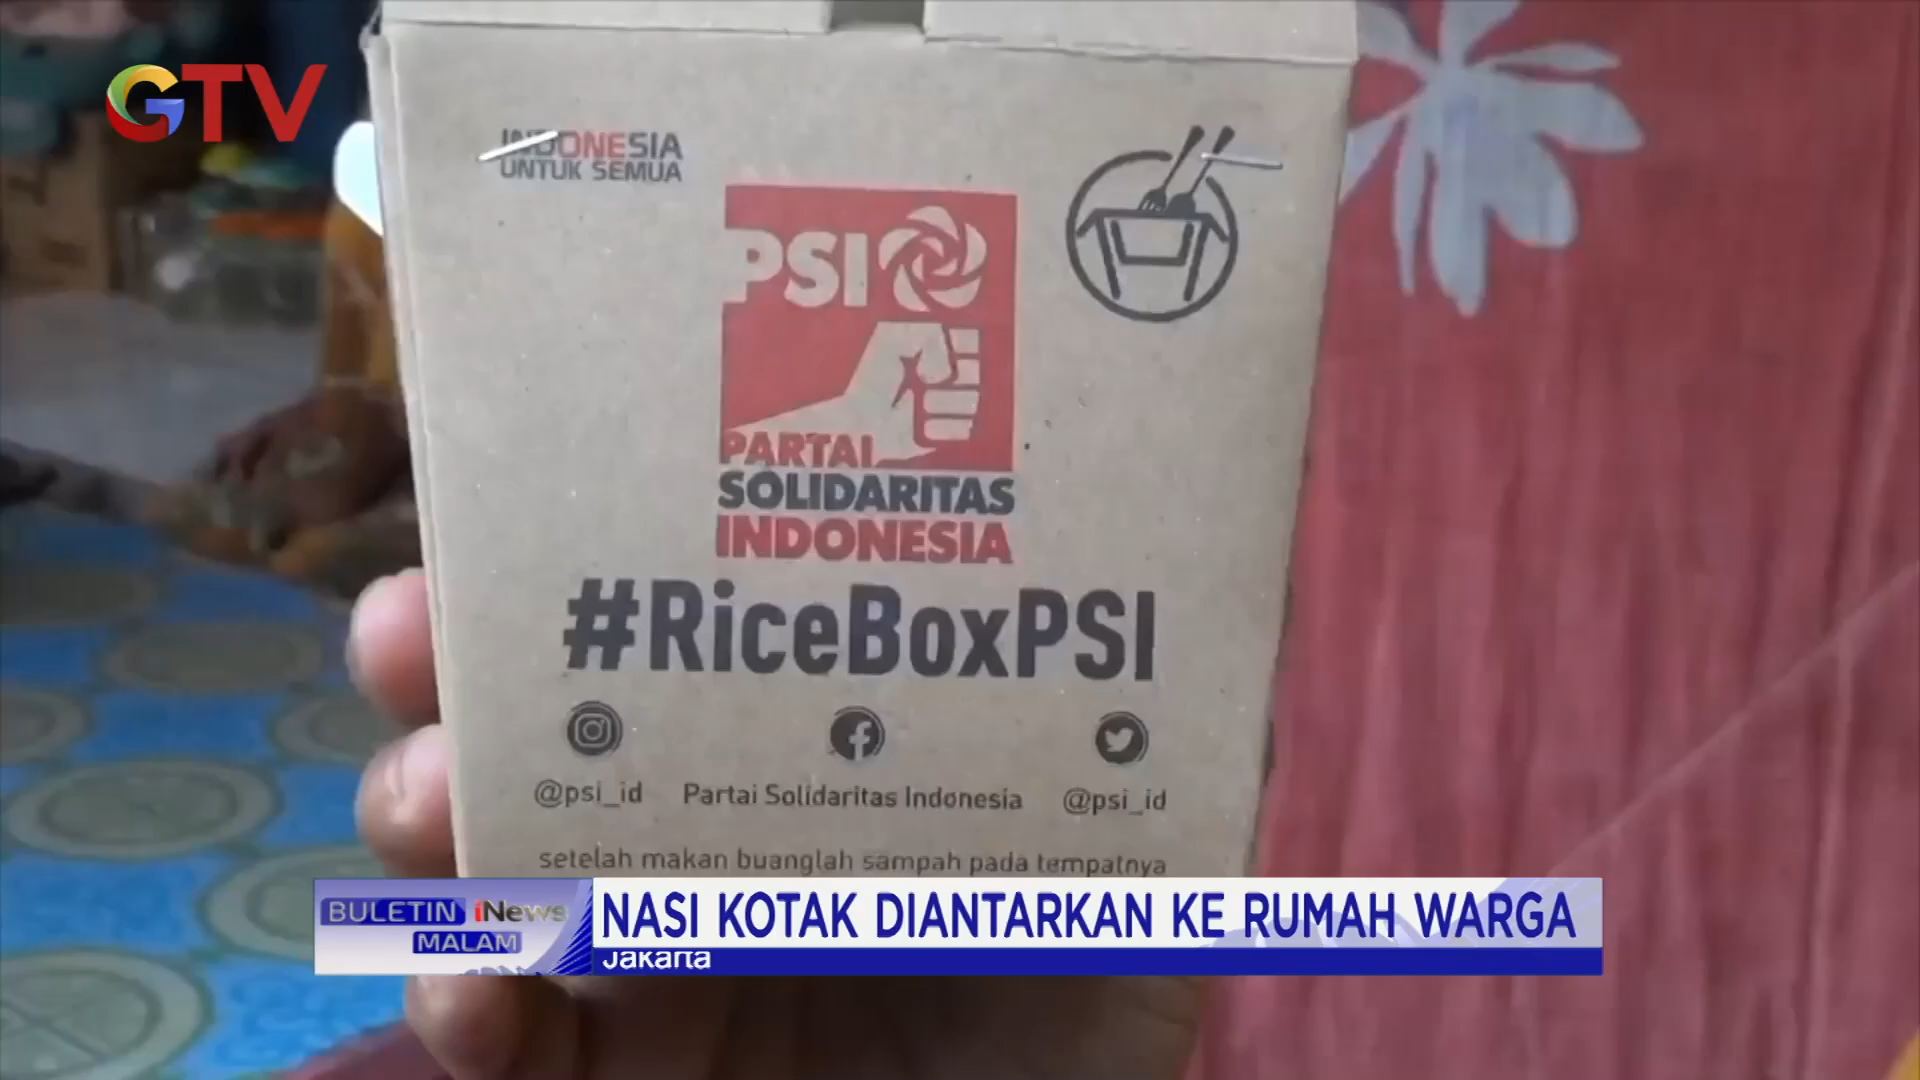 GTV
INDONESIA
UNTUK SEMUA
PSI
PARTAI
SOLIDARITAS
INDONESIA
#RiceBoxPSI
@psi_id Partai Solidaritas Indonesia @psi_id
setelah makan buanglah sampah pada tempatnya
BULETIN iNews
MALAM
NASI KOTAK DIANTARKAN KE RUMAH WARGA
Jakarta